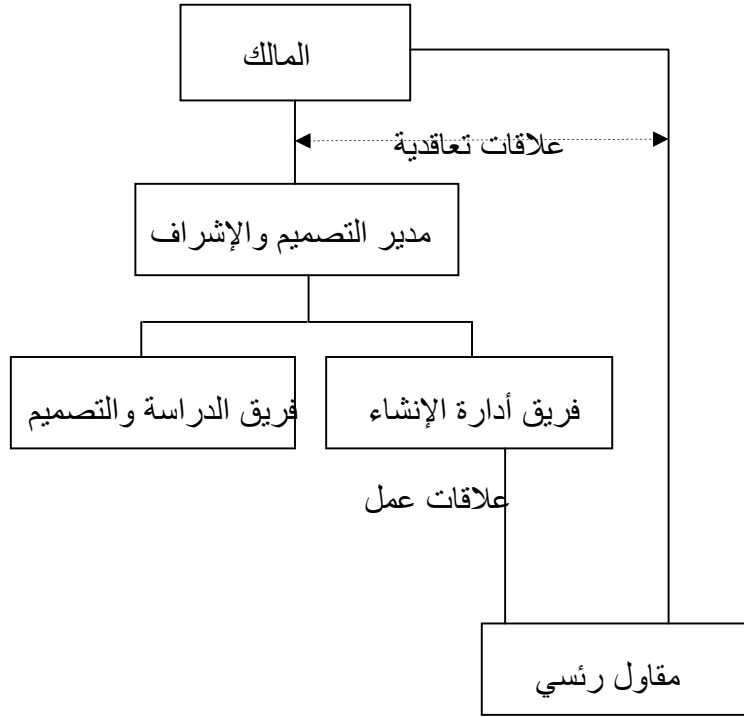 المالك
علاقات تعاقدية
مدير التصميم والإشراف
فريق أدارة الإنشاء
فريق الدراسة والتصميم
علاقات عمل
مقاول رئسي